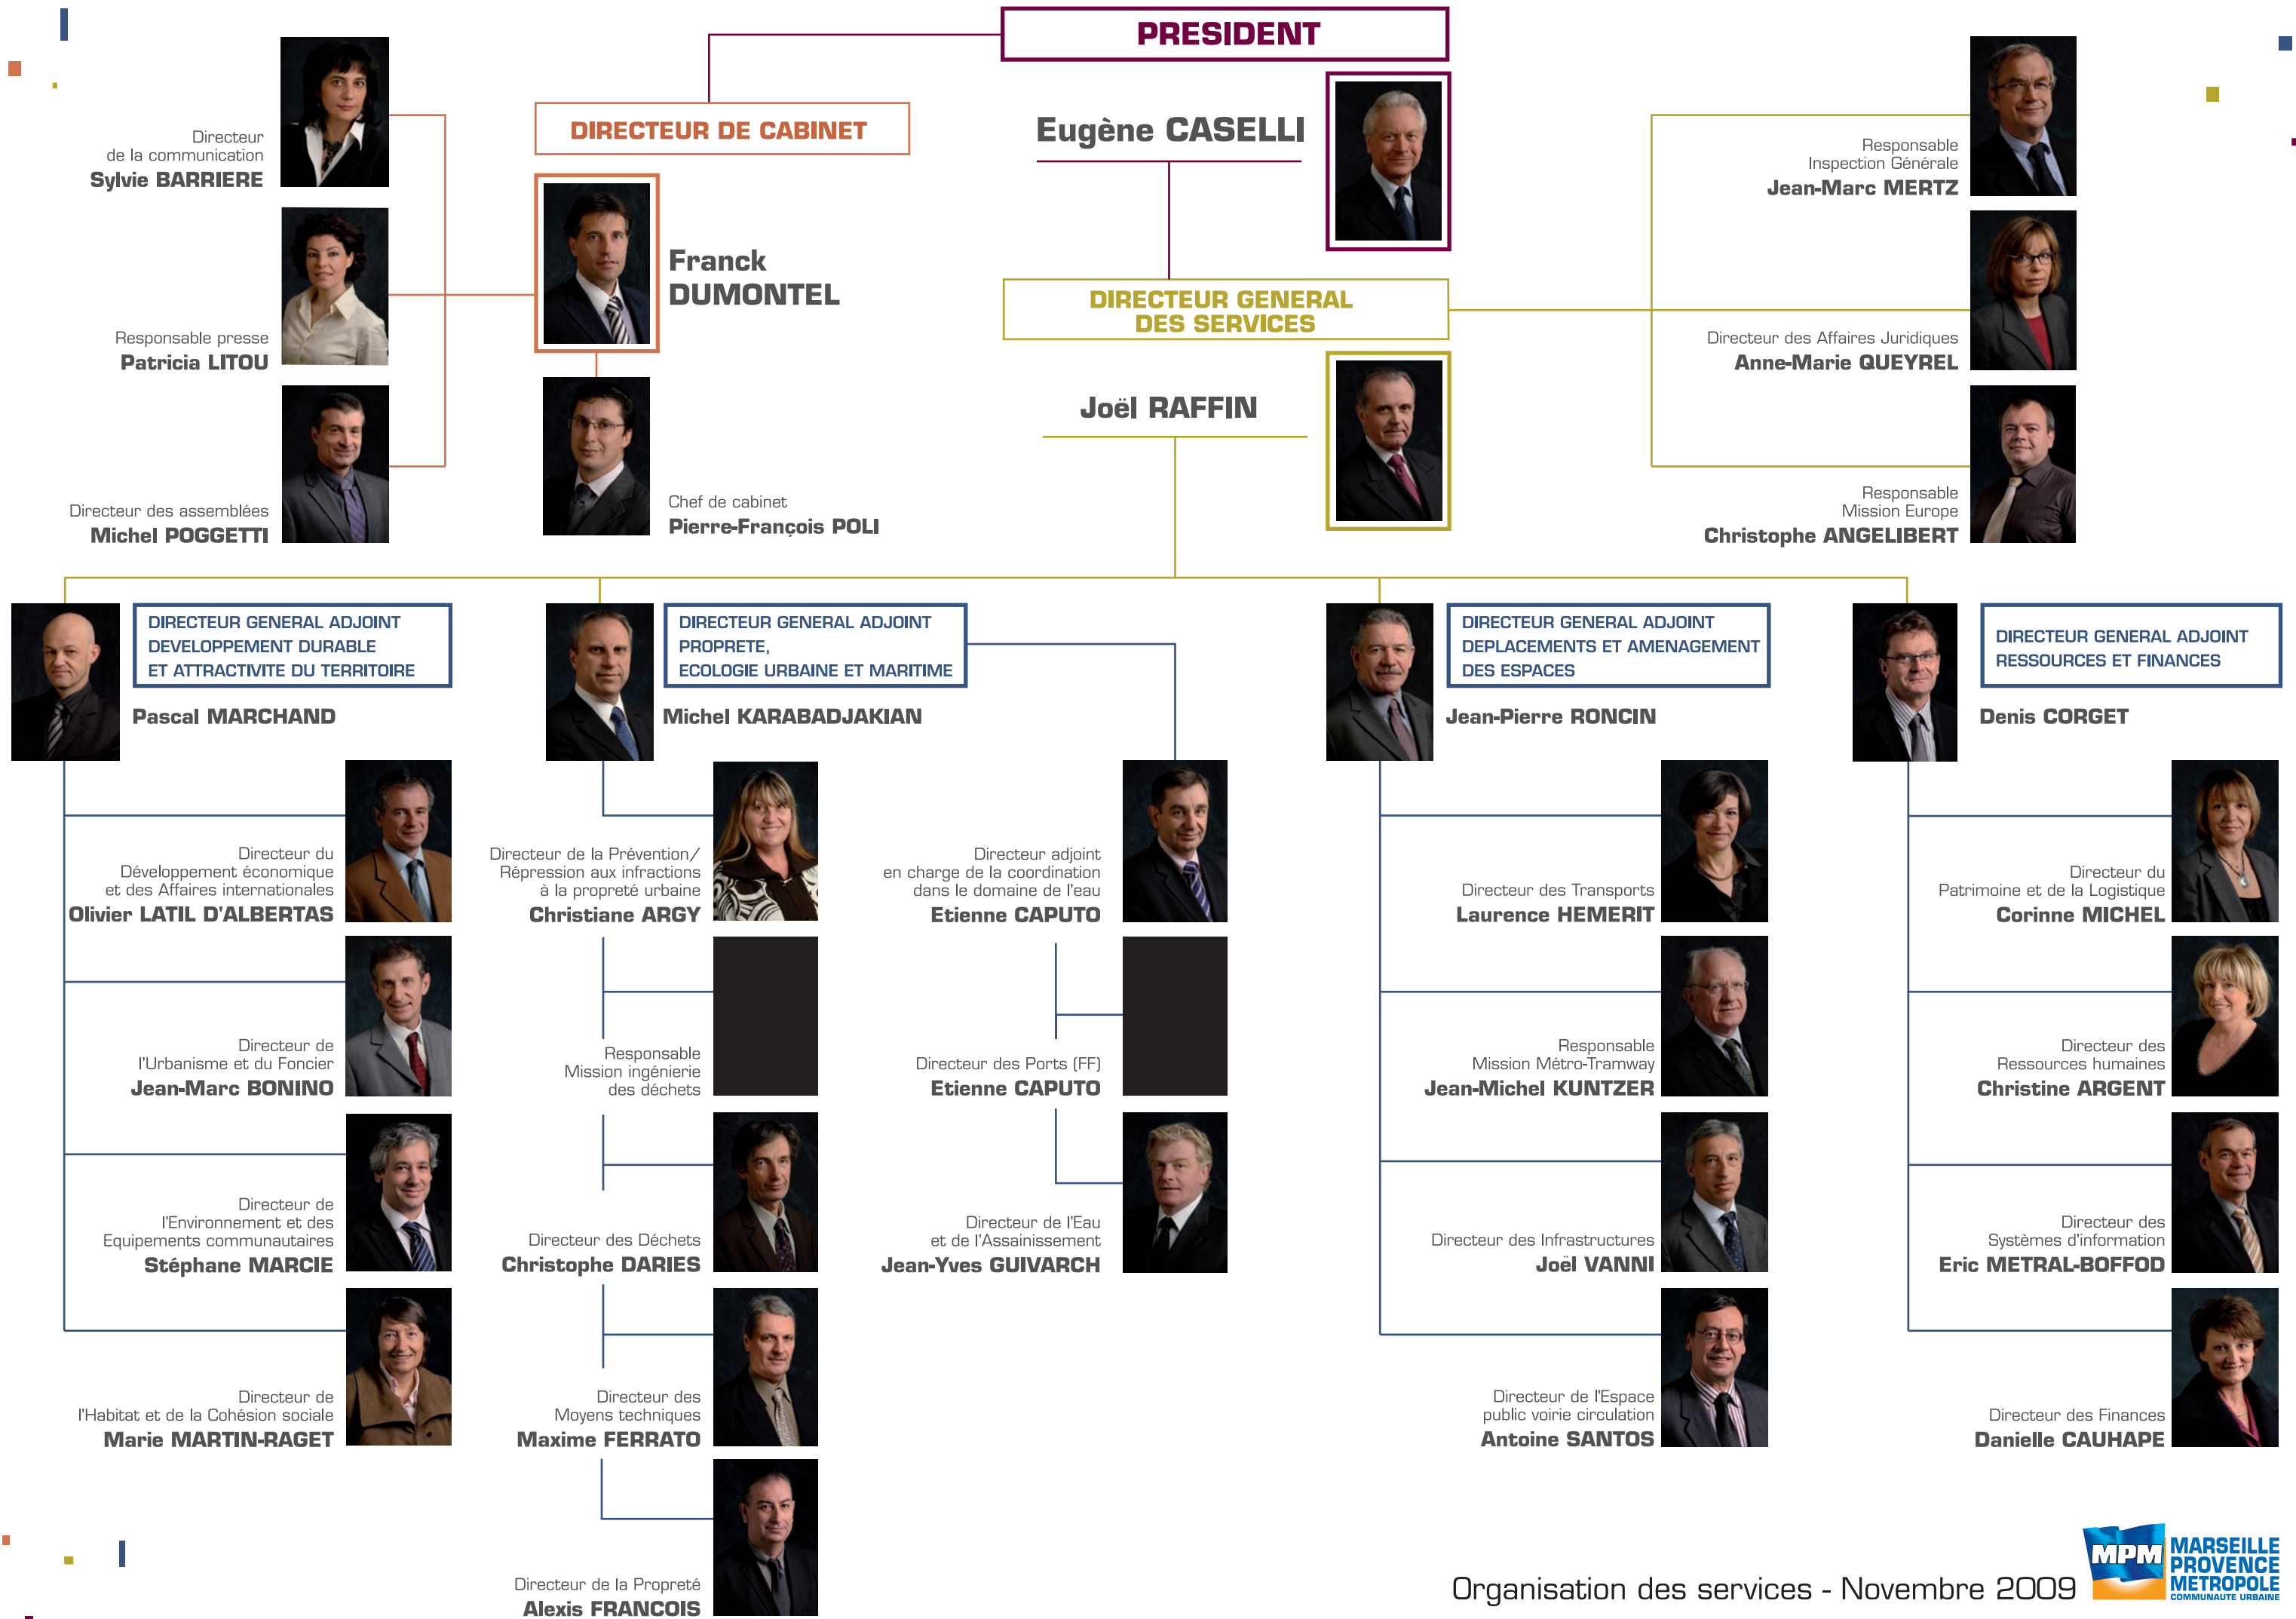 PRESIDENT
Eugène CASELLI
DIRECTEUR DE CABINET
Franck
DUMONTEL
Directeur
de la communication
Sylvie BARRIERE
Responsable presse
Patricia LITOU
Directeur des assemblées
Michel POGGETTI
Chef de cabinet
Pierre-François POLI
DIRECTEUR GENERAL
DES SERVICES
Joël RAFFIN
Responsable
Inspection Générale
Jean-Marc MERTZ
Directeur des Affaires Juridiques
Anne-Marie QUEYREL
Responsable
Mission Europe
Christophe ANGELIBERT
DIRECTEUR GENERAL ADJOINT
DEVELOPPEMENT DURABLE
ET ATTRACTIVITE DU TERRITOIRE
Pascal MARCHAND
Directeur du
Développement économique
et des Affaires internationales
Olivier LATIL D'ALBERTAS
Directeur de
l'Urbanisme et du Foncier
Jean-Marc BONINO
Directeur de
l'Environnement et des
Equipements communautaires
Stéphane MARCIE
Directeur de
l'Habitat et de la Cohésion sociale
Marie MARTIN-RAGET
DIRECTEUR GENERAL ADJOINT
PROPRETE,
ECOLOGIE URBAINE ET MARITIME
Michel KARABADJAKIAN
Directeur de la Prévention/
Répression aux infractions
à la propreté urbaine
Christiane ARGY
Responsable
Mission ingénierie
des déchets
Directeur des Déchets
Christophe DARIES
Directeur des
Moyens techniques
Maxime FERRATO
Directeur de la Propreté
Alexis FRANCOIS
Directeur adjoint
en charge de la coordination
dans le domaine de l'eau
Etienne CAPUTO
Directeur des Ports (FF)
Etienne CAPUTO
Directeur de l'Eau
et de l'Assainissement
Jean-Yves GUIVARCH
DIRECTEUR GENERAL ADJOINT
DEPLACEMENTS ET AMENAGEMENT
DES ESPACES
Jean-Pierre RONCIN
Directeur des Transports
Laurence HEMERIT
Responsable
Mission Métro-Tramway
Jean-Michel KUNTZER
Directeur des Infrastructures
Joël VANNI
Directeur de l'Espace
public voirie circulation
Antoine SANTOS
DIRECTEUR GENERAL ADJOINT
RESSOURCES ET FINANCES
Denis CORGET
Directeur du
Patrimoine et de la Logistique
Corinne MICHEL
Directeur des
Ressources humaines
Christine ARGENT
Directeur des
Systèmes d'information
Eric METRAL-BOFFOD
Directeur des Finances
Danielle CAUHAPE
Organisation des services - Novembre 2009
MPM
MARSEILLE
PROVENCE
METROPOLE
COMMUNAUTE URBAINE